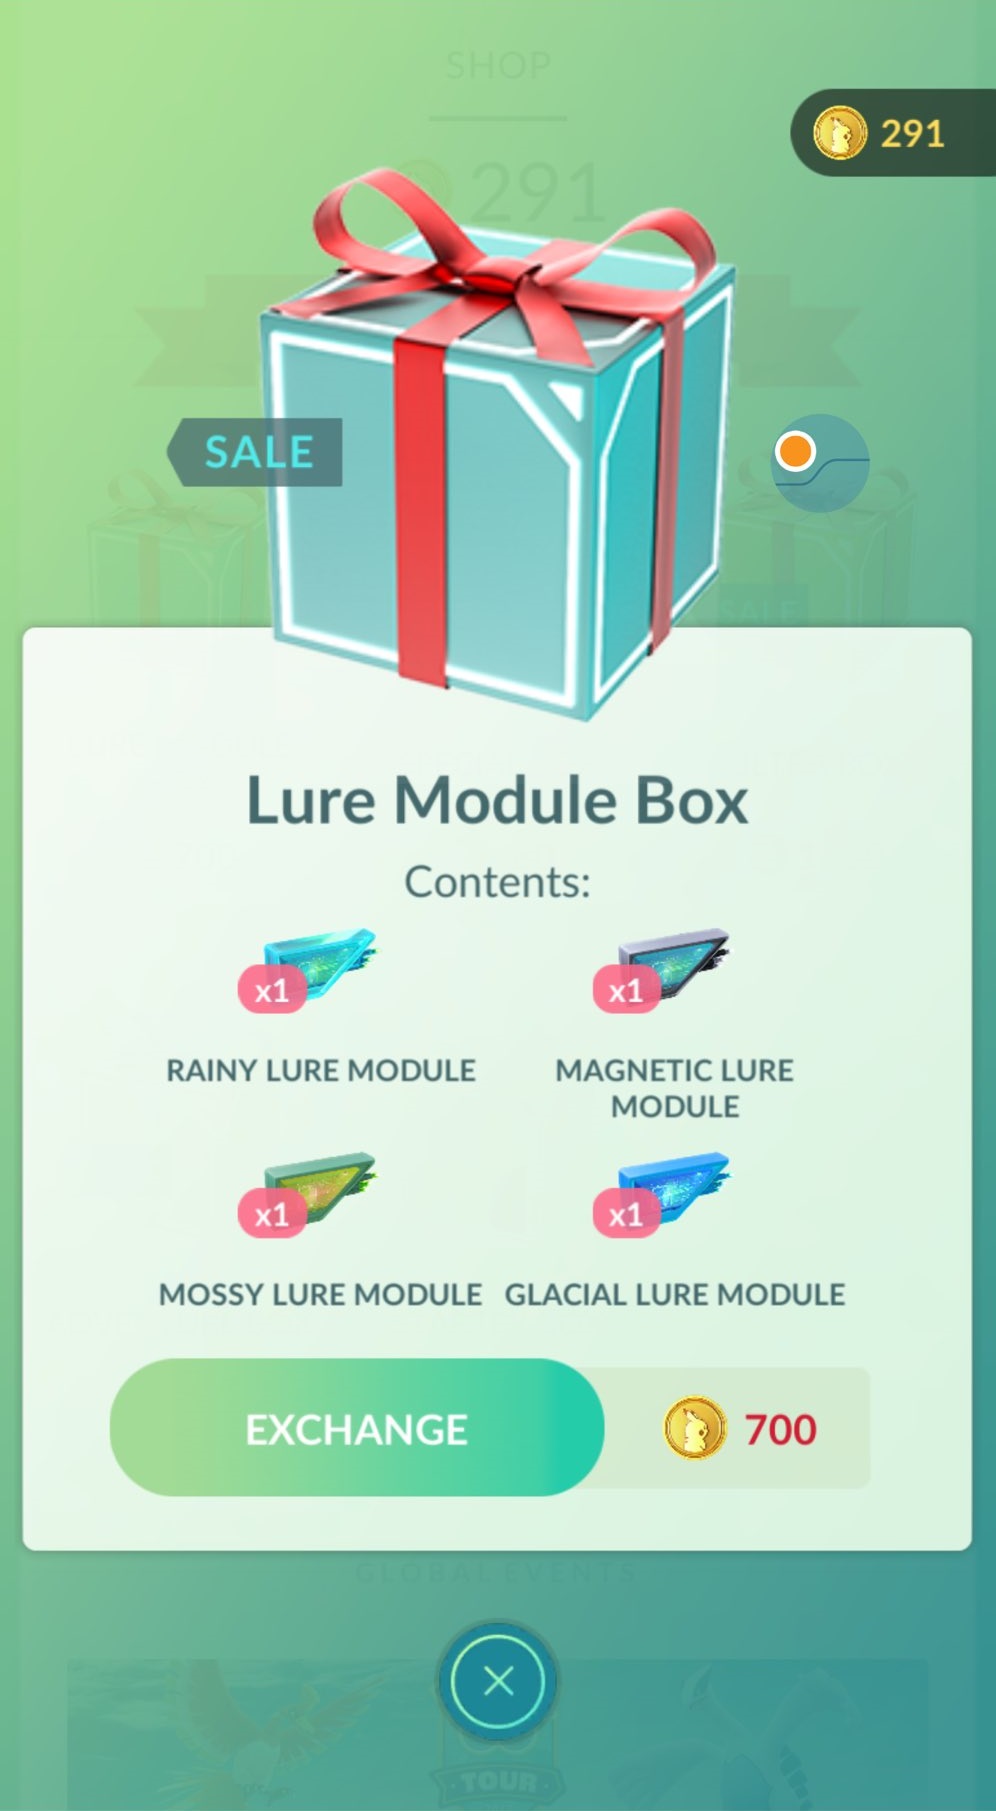 SHOP
291
291
SALE
SALE
Lure Module Box
Contents:
x1
x1
RAINY LURE MODULE
MAGNETIC LURE
MODULE
x1
x1
MOSSY LURE MODULE
GLACIAL LURE MODULE
EXCHANGE
700
GLOBAL EVENTS
TOUR